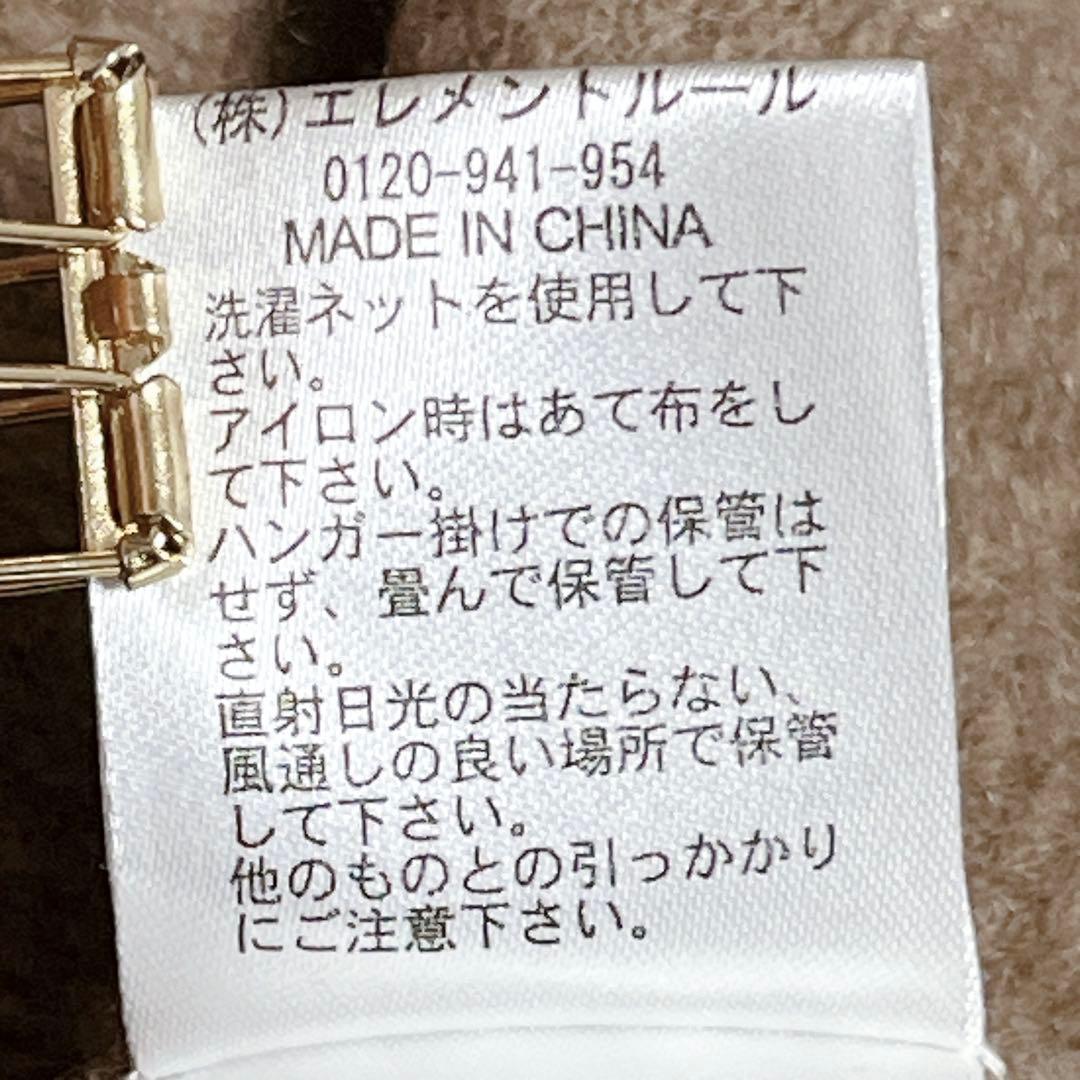 (株)エレメントルール
0120-941-954
MADE IN CHINA
洗濯ネットを使用して下
さい。
アイロン時はあて布をし
て下さい。
ハンガー掛けでの保管は
せず、畳んで保管して下
さい。
直射日光の当たらない、
風通しの良い場所で保管
して下さい。
他のものとの引っかかり
にご注意下さい。